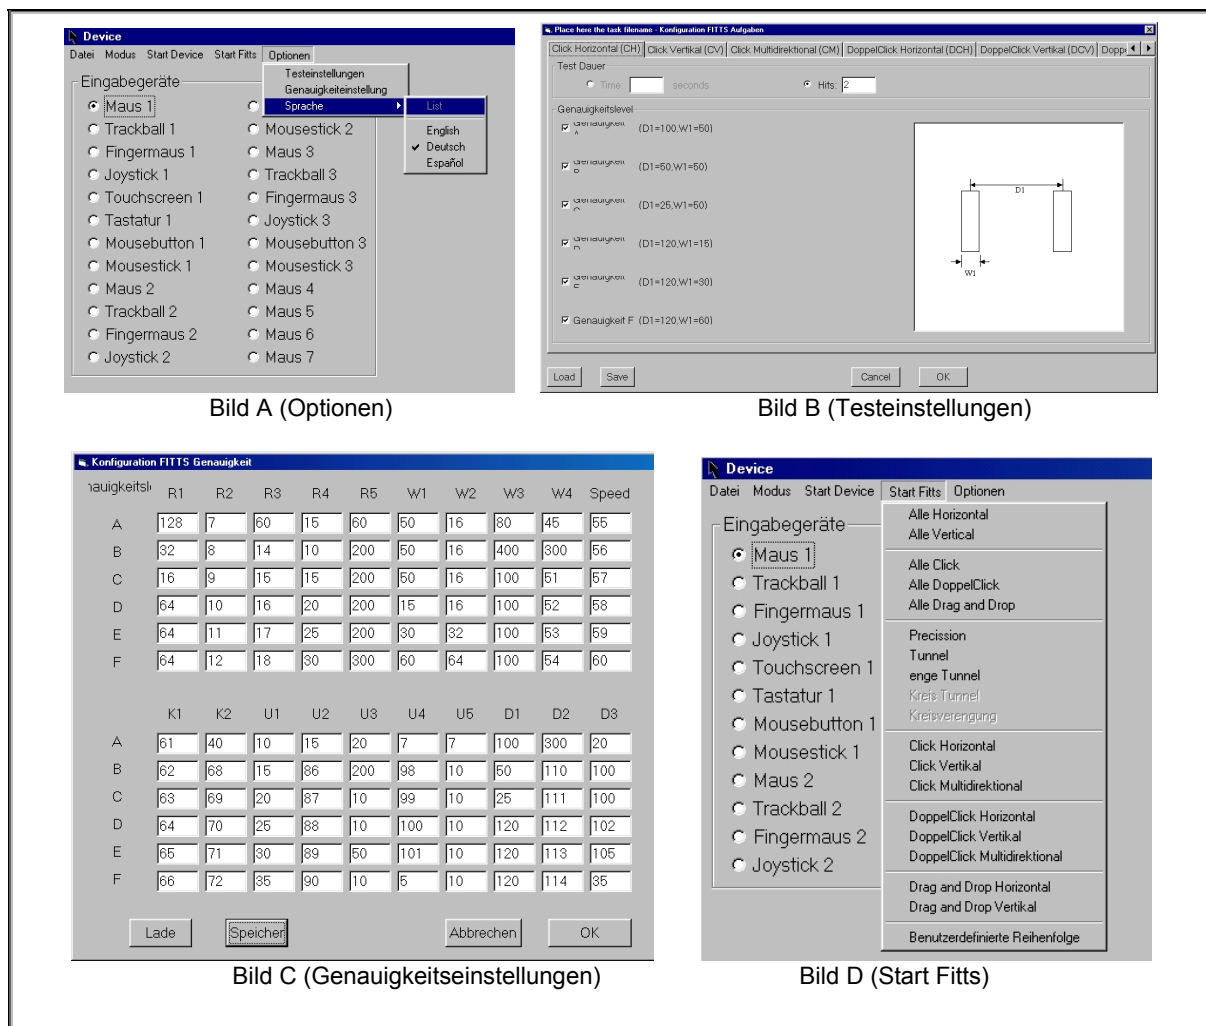 Device
Datei Modus Start Device Start Fitts Optionen
Testeinstellungen
Genauigkeiteinstellung
Sprache
List
English
Deutsch
Español
Eingabegeräte
Maus 1
Trackball 1
Mousestick 2
Fingermaus 1
Maus 3
Joystick 1
Trackball 3
Touchscreen 1
Fingermaus 3
Tastatur 1
Joystick 3
Mousebutton 1
Mousebutton 3
Mousestick 1
Mousestick 3
Maus 2
Maus 4
Trackball 2
Maus 5
Fingermaus 2
Maus 6
Joystick 2
Maus 7
Bild A (Optionen)
Place here the task filename - Konfiguration FITTS Aufgaben
Click Horizontal (CH) Click Vertikal (CV) Click Multidirektional (CM) DoppelClick Horizontal (DCH) DoppelClick Vertikal (DCV) Dopp
Test Dauer
Time: seconds Hits: 2
Genauigkeitslevel
Genauigkeit (D1=100,W1=50)
Genauigkeit (D1=50,W1=50)
Genauigkeit (D1=25,W1=50)
Genauigkeit (D1=120,W1=15)
Genauigkeit (D1=120,W1=30)
Genauigkeit F (D1=120,W1=60)
D1
W1
Load Save Cancel OK
Bild B (Testeinstellungen)
Konfiguration FITTS Genauigkeit
nauigkeitsl R1 R2 R3 R4 R5 W1 W2 W3 W4 Speed
A 128 7 60 15 60 50 16 80 45 55
B 32 8 14 10 200 50 16 400 300 56
C 16 9 15 15 200 50 16 100 51 57
D 64 10 16 20 200 15 16 100 52 58
E 64 11 17 25 200 30 32 100 53 59
F 64 12 18 30 300 60 64 100 54 60
K1 K2 U1 U2 U3 U4 U5 D1 D2 D3
A 61 40 10 15 20 7 7 100 300 20
B 62 68 15 86 200 98 10 50 110 100
C 63 69 20 87 10 99 10 25 111 100
D 64 70 25 88 10 100 10 120 112 102
E 65 71 30 89 50 101 10 120 113 105
F 66 72 35 90 10 5 10 120 114 35
Lade Speicher Abbrechen OK
Bild C (Genauigkeitseinstellungen)
Device
Datei Modus Start Device Start Fitts Optionen
Eingabegeräte
Maus 1
Trackball 1
Fingermaus 1
Joystick 1
Touchscreen 1
Tastatur 1
Mousebutton 1
Mousestick 1
Maus 2
Trackball 2
Fingermaus 2
Joystick 2
Alle Horizontal
Alle Vertical
Alle Click
Alle DoppelClick
Alle Drag and Drop
Precission
Tunnel
enge Tunnel
Kreis Tunnel
Kreisverengung
Click Horizontal
Click Vertikal
Click Multidirektional
DoppelClick Horizontal
DoppelClick Vertikal
DoppelClick Multidirektional
Drag and Drop Horizontal
Drag and Drop Vertikal
Benutzerdefinierte Reihenfolge
Bild D (Start Fitts)